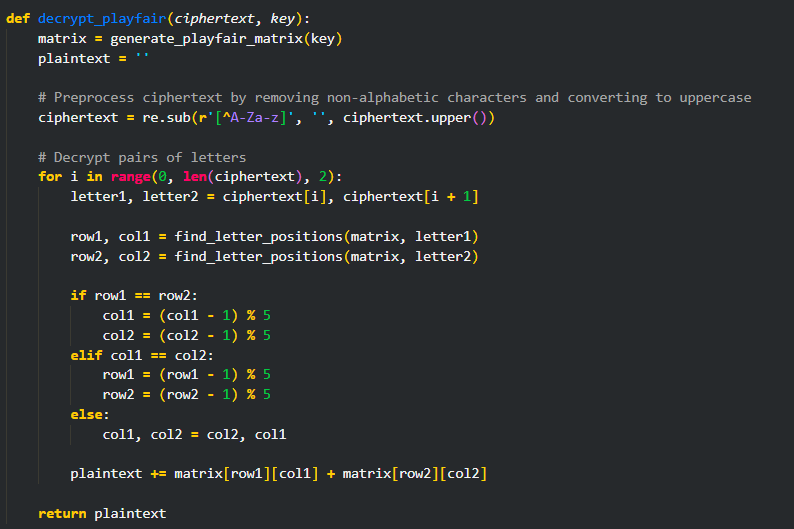 def decrypt_playfair(ciphertext, key):
    matrix = generate_playfair_matrix(key)
    plaintext = ''

    # Preprocess ciphertext by removing non-alphabetic characters and converting to uppercase
    ciphertext = re.sub(r'[^A-Za-z]', '', ciphertext.upper())

    # Decrypt pairs of letters
    for i in range(0, len(ciphertext), 2):
        letter1, letter2 = ciphertext[i], ciphertext[i + 1]

        row1, col1 = find_letter_positions(matrix, letter1)
        row2, col2 = find_letter_positions(matrix, letter2)

        if row1 == row2:
            col1 = (col1 - 1) % 5
            col2 = (col2 - 1) % 5
        elif col1 == col2:
            row1 = (row1 - 1) % 5
            row2 = (row2 - 1) % 5
        else:
            col1, col2 = col2, col1

        plaintext += matrix[row1][col1] + matrix[row2][col2]

    return plaintext